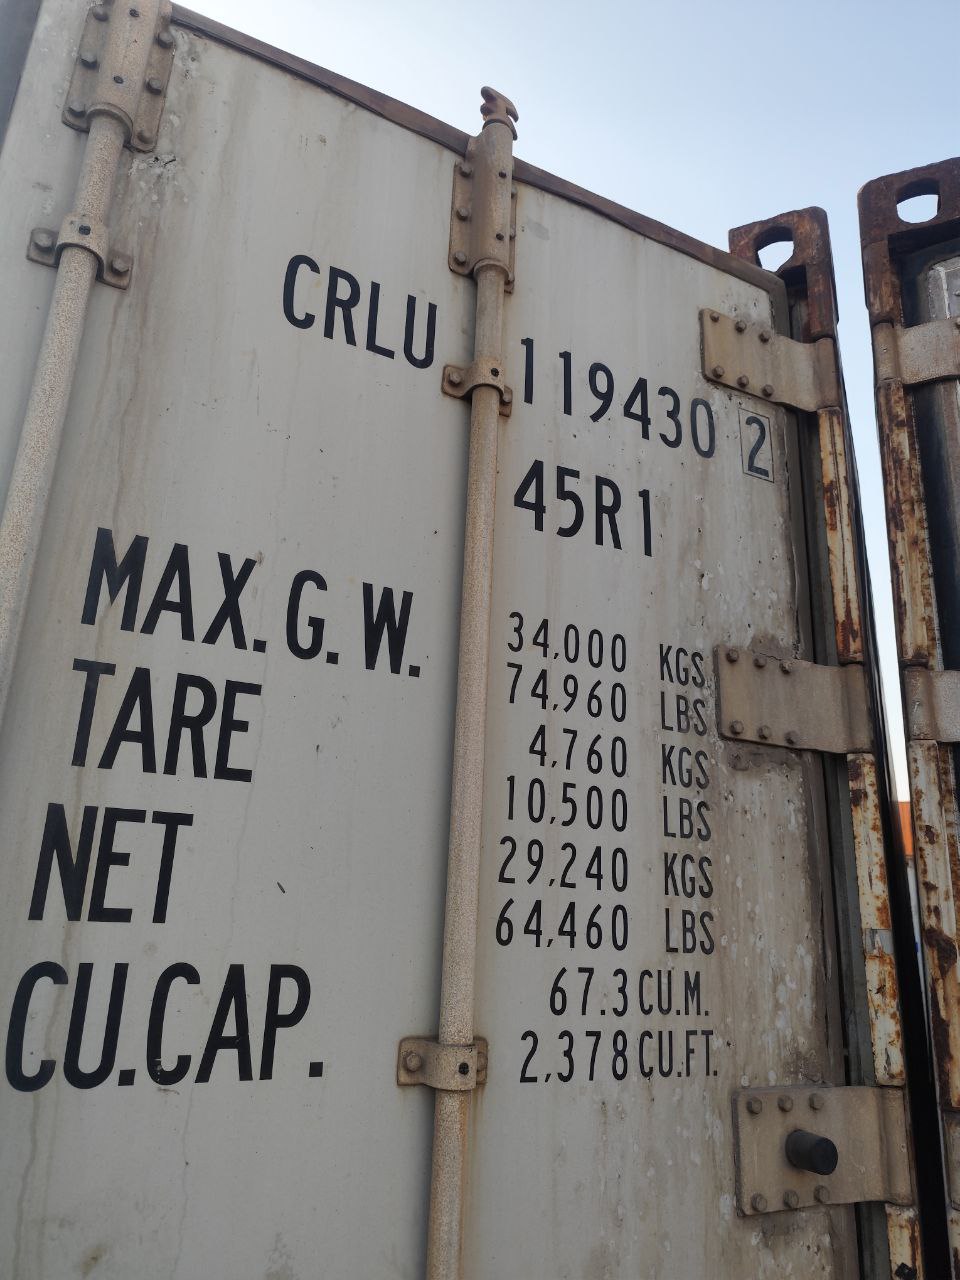 CRLU 119430 2
45R1
MAX. G. W. 34,000 KGS.
74,960 LBS
TARE 4,760 KGS
10,500 LBS
NET 29,240 KGS
64,460 LBS
CU.CAP. 67.3 CU.M.
2,378 CU.FT.